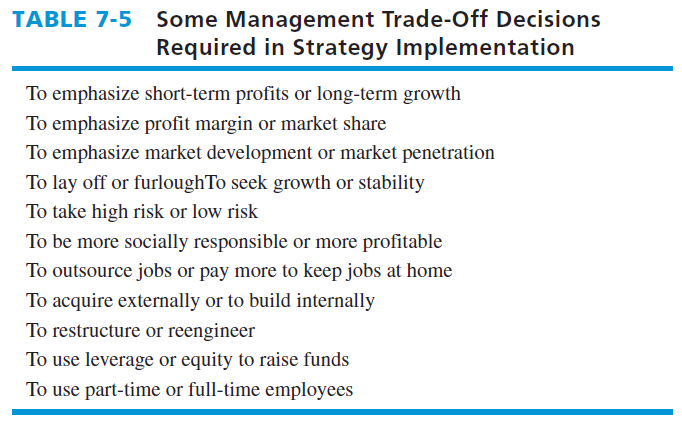 TABLE 7-5 Some Management Trade-Off Decisions
Required in Strategy Implementation
To emphasize short-term profits or long-term growth
To emphasize profit margin or market share
To emphasize market development or market penetration
To lay off or furloughTo seek growth or stability
To take high risk or low risk
To be more socially responsible or more profitable
To outsource jobs or pay more to keep jobs at home
To acquire externally or to build internally
To restructure or reengineer
To use leverage or equity to raise funds
To use part-time or full-time employees